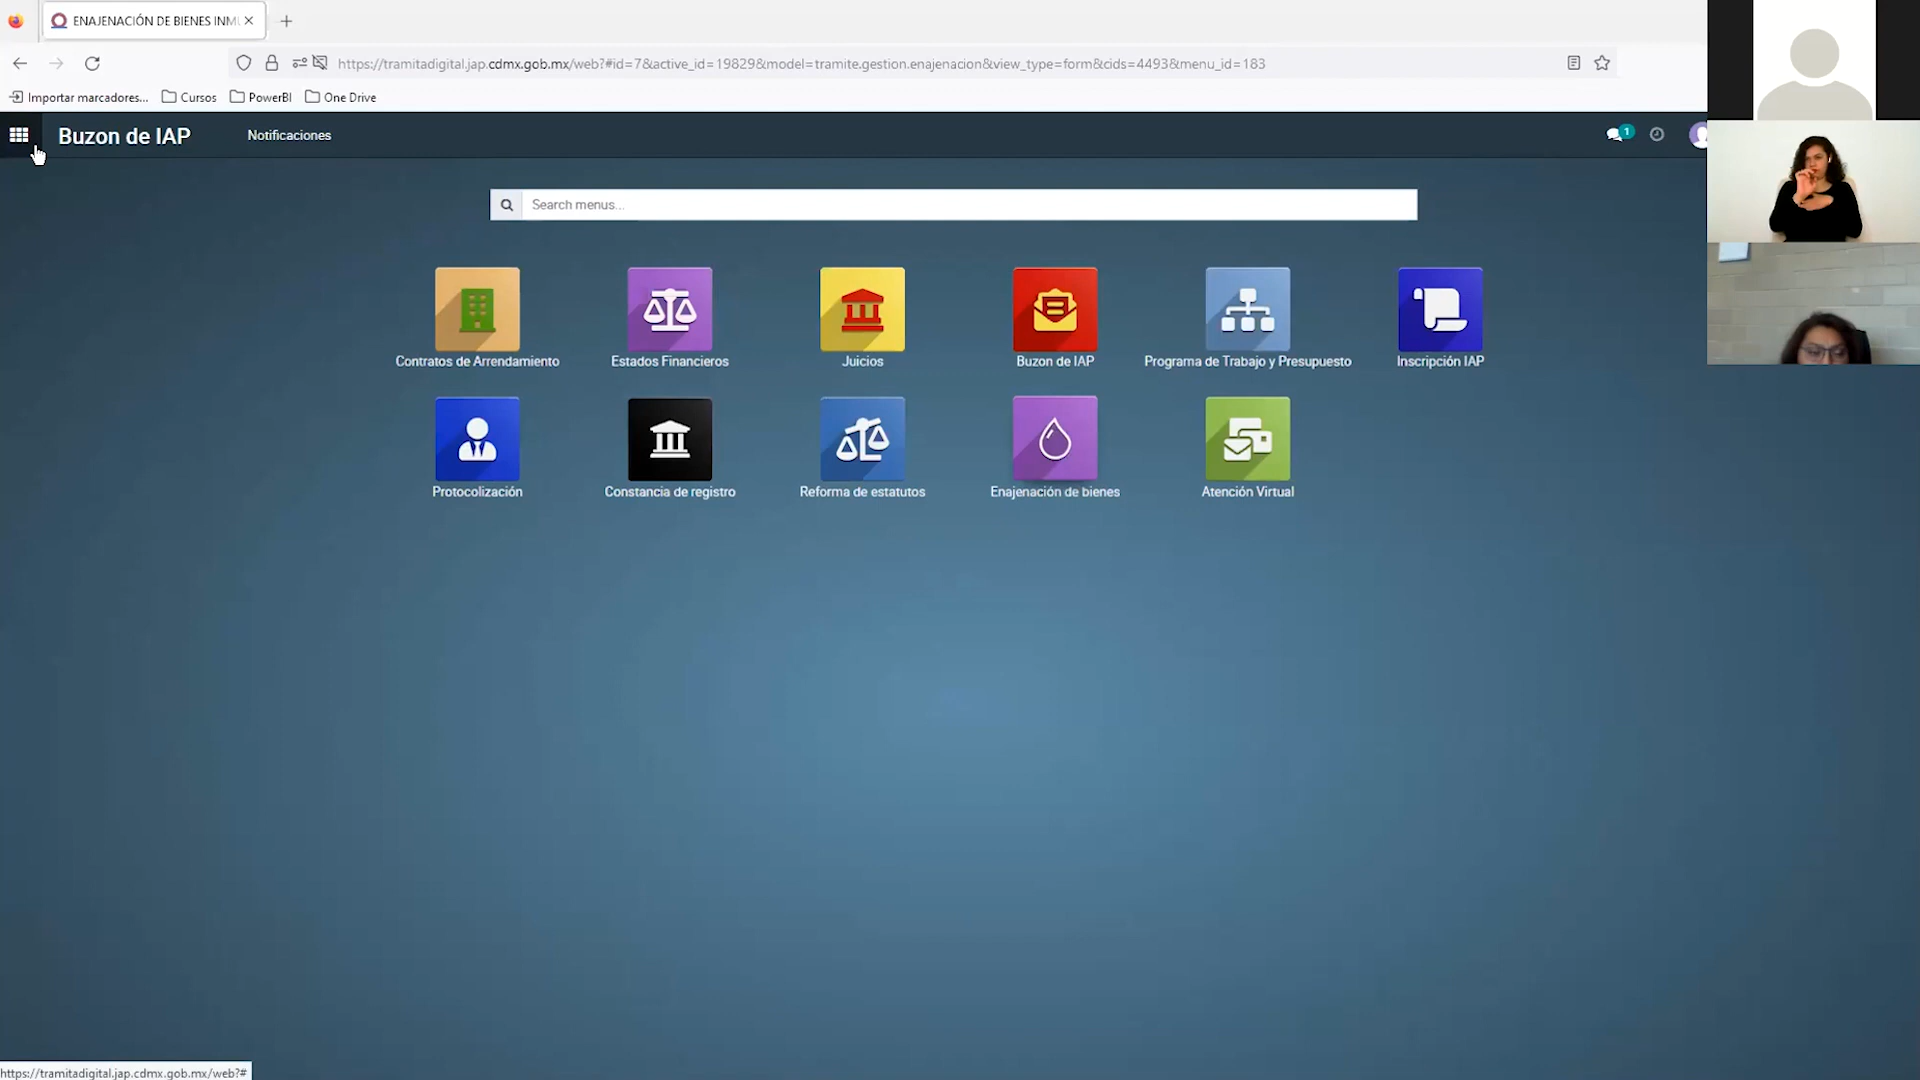 ENAJENACIÓN DE BIENES INMU
https://tramitadigital.jap.cdmx.gob.mx/web?#id=7&active_id=19829&model=tramite.gestion.enajenacion&view_type=form&cids=4493&menu_id=183
Importar marcadores... Cursos PowerBI One Drive
Buzon de IAP Notificaciones 1
Search menus...
Contratos de Arrendamiento Estados Financieros Juicios Buzon de IAP Programa de Trabajo y Presupuesto Inscripción IAP
Protocolización Constancia de registro Reforma de estatutos Enajenación de bienes Atención Virtual
https://tramitadigital.jap.cdmx.gob.mx/web?#